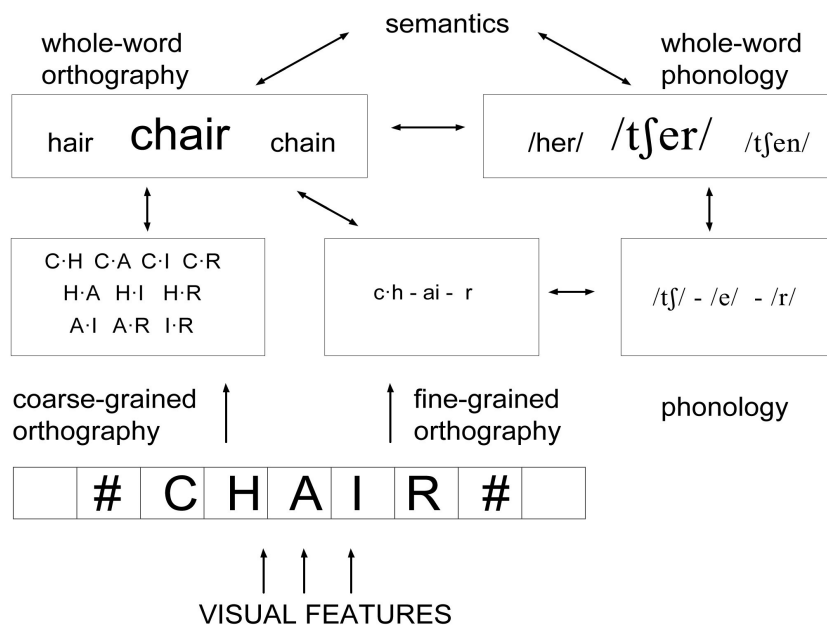 semantics
whole-word
orthography
whole-word
phonology
hair chair chain
/her/ /tʃer/ /tʃen/
C·H C·A C·I C·R
H·A H·I H·R
A·I A·R I·R
c·h - ai - r
/tʃ/ - /e/ - /r/
coarse-grained
orthography
fine-grained
orthography
phonology
# C H A I R #
VISUAL FEATURES